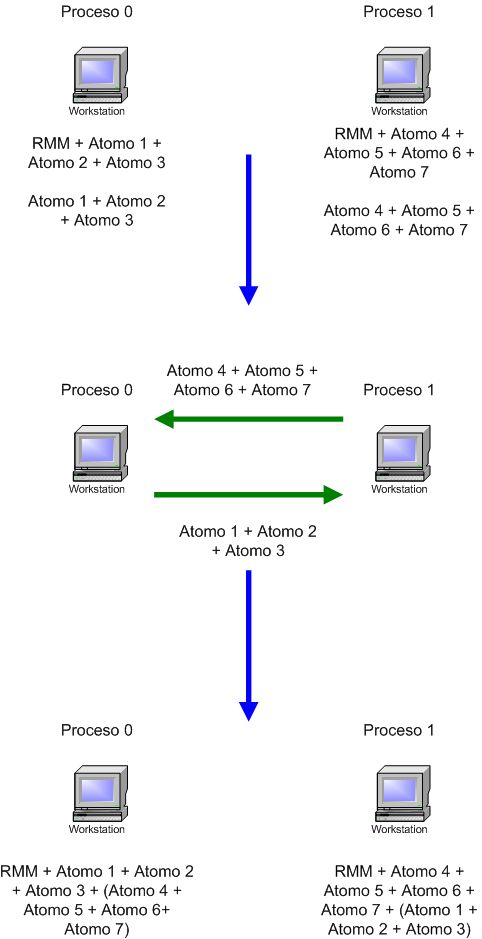 Proceso 0
Proceso 1
Workstation
Workstation
RMM + Atomo 1 +
Atomo 2 + Atomo 3
RMM + Atomo 4 +
Atomo 5 + Atomo 6 +
Atomo 7
Atomo 1 + Atomo 2
+ Atomo 3
Atomo 4 + Atomo 5 +
Atomo 6 + Atomo 7
Atomo 4 + Atomo 5 +
Atomo 6 + Atomo 7
Proceso 0
Proceso 1
Workstation
Workstation
Atomo 1 + Atomo 2
+ Atomo 3
Proceso 0
Proceso 1
Workstation
Workstation
RMM + Atomo 1 + Atomo 2
+ Atomo 3 + (Atomo 4 +
Atomo 5 + Atomo 6+
Atomo 7)
RMM + Atomo 4 +
Atomo 5 + Atomo 6 +
Atomo 7 + (Atomo 1 +
Atomo 2 + Atomo 3)